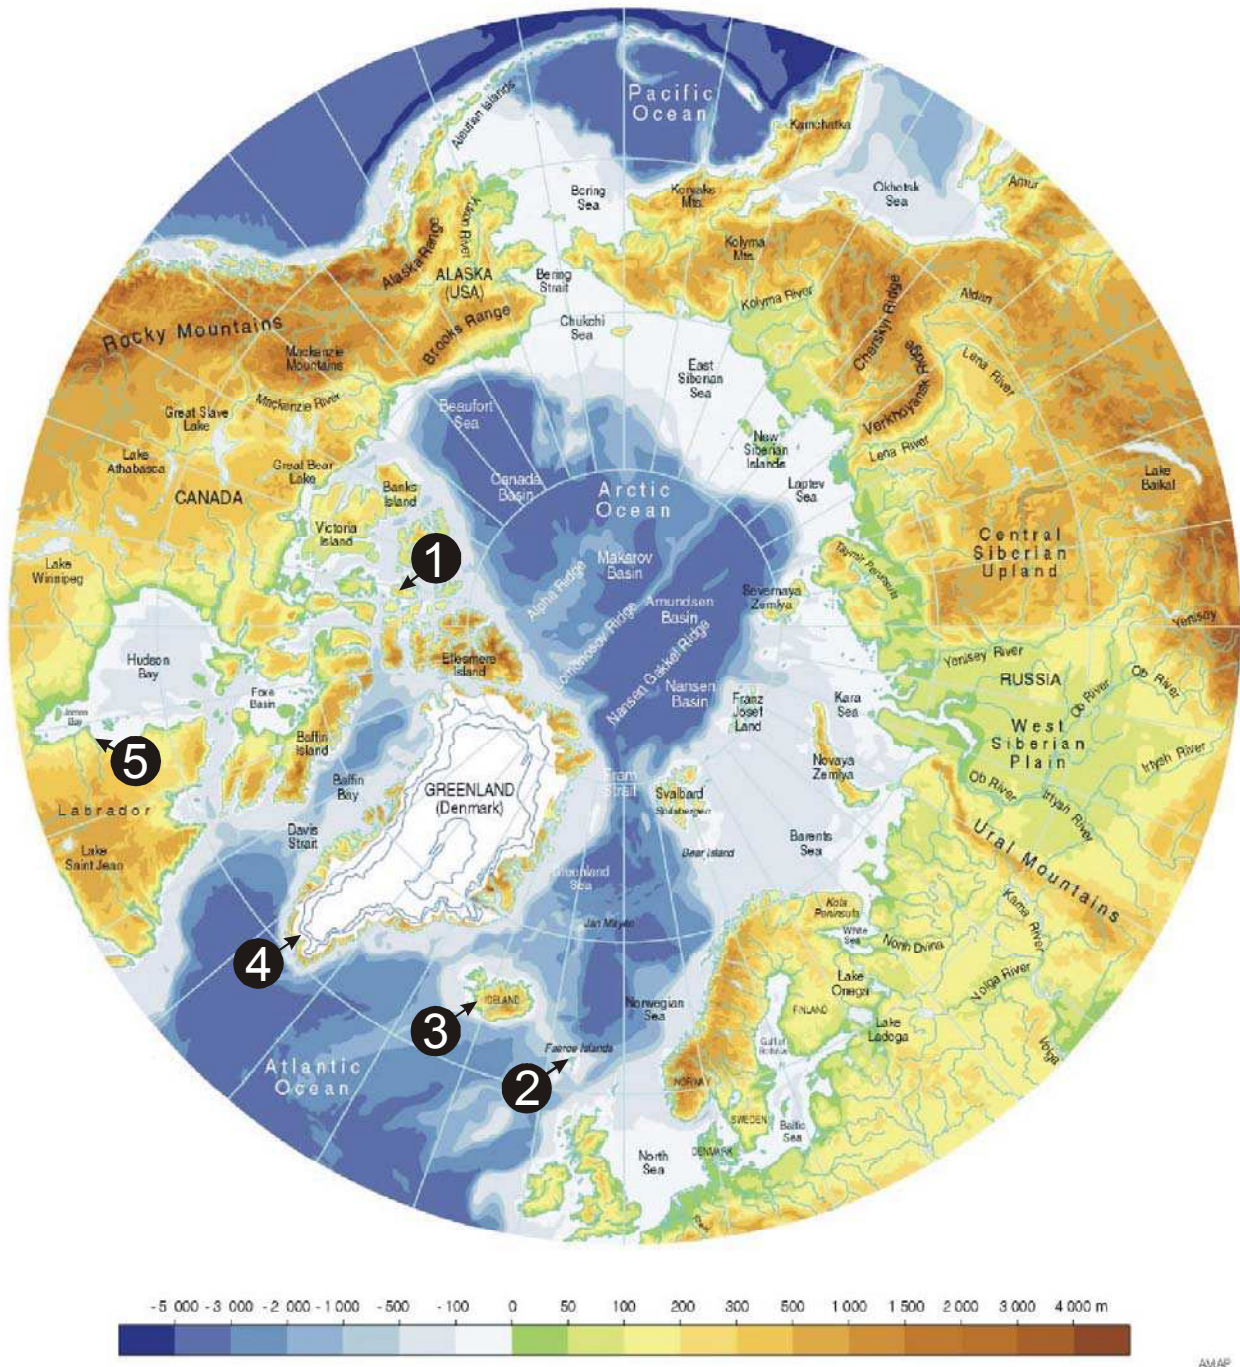 Pacific
Ocean
Aleutian Islands
Kamchatka
Bering
Sea
Koryaks
Mts.
Okhotsk
Sea
Amur
Yukon River
Alaska Range
ALASKA
(USA)
Kolyma
Mts.
Bering
Strait
Kolyma River
Cherskyi Ridge
Aldan
Rocky Mountains
Brooks Range
Chukchi
Sea
Mackenzie
Mountains
East
Siberian
Sea
Verkhoyansk Ridge
Lena River
Mackenzie River
Beaufort
Sea
Great Slave
Lake
New
Siberian
Islands
Lena River
Lake
Athabasca
Great Bear
Lake
Canada
Basin
Laptev
Sea
Lake
Baikal
CANADA
Banks
Island
Arctic
Ocean
Victoria
Island
Central
Siberian
Upland
1
Makarov
Basin
Taymir Peninsula
Lake
Winnipeg
Alpha Ridge
Severnaya
Zemlya
Amundsen
Basin
Lomonosov Ridge
Yenisey
Hudson
Bay
Ellesmere
Island
Nansen Gakkel Ridge
Yenisey River
RUSSIA
Ob River
Foxe
Basin
Nansen
Basin
Franz
Josef
Land
Kara
Sea
Ob River
James
Bay
West
Siberian
Plain
5
Baffin
Island
Novaya
Zemlya
Irtysh River
Baffin
Bay
GREENLAND
(Denmark)
Fram
Strait
Svalbard
Spitsbergen
Ob River
Irtysh River
Labrador
Davis
Strait
Barents
Sea
Ural Mountains
Lake
Saint Jean
Bear Island
Greenland
Sea
Kola
Peninsula
Kama River
Jan Mayen
White
Sea
North Dvina
4
Lake
Onega
Volga River
3
ICELAND
Norwegian
Sea
FINLAND
Lake
Ladoga
Gulf of
Bothnia
Volga
Faeroe Islands
Atlantic
Ocean
2
NORWAY
SWEDEN
Baltic
Sea
North
Sea
DENMARK
-5 000 -3 000 -2 000 -1 000 -500 -100 0 50 100 200 300 500 1 000 2 000 3 000 4 000 m
AMAP